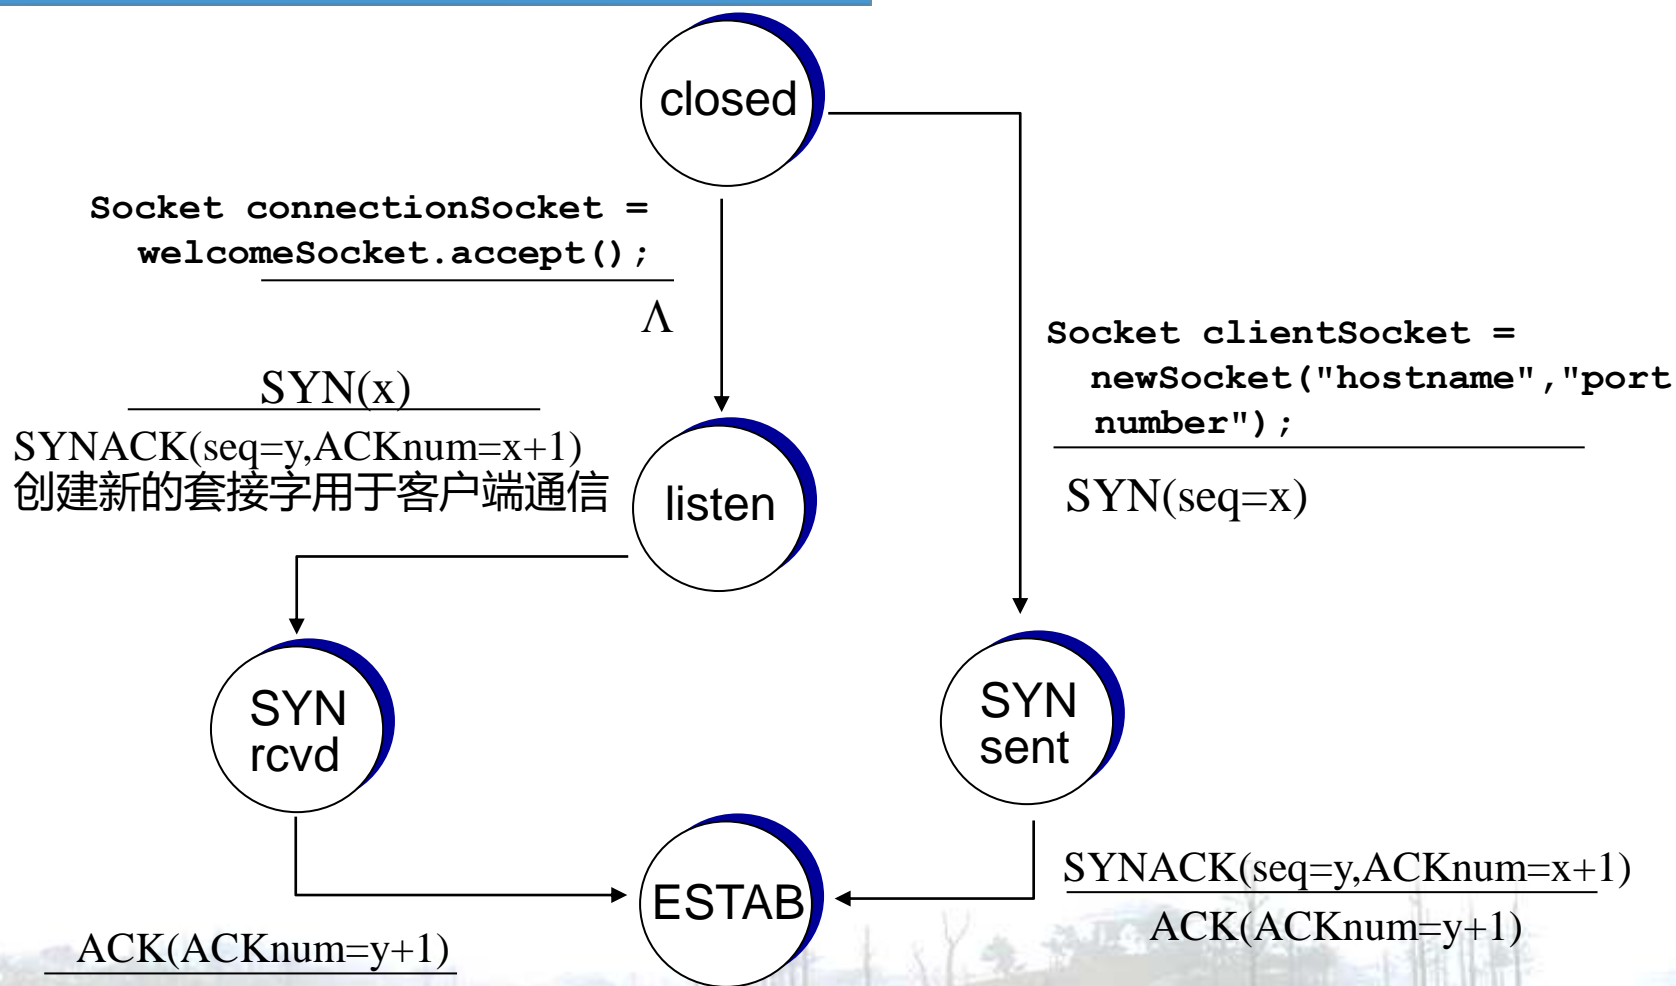 closed
Socket connectionSocket =
welcomeSocket.accept();
Λ
Socket clientSocket =
newSocket("hostname","port
number");
SYN(seq=x)
SYN(x)
SYNACK(seq=y,ACKnum=x+1)
创建新的套接字用于客户端通信
listen
SYN
rcvd
SYN
sent
ESTAB
SYNACK(seq=y,ACKnum=x+1)
ACK(ACKnum=y+1)
ACK(ACKnum=y+1)